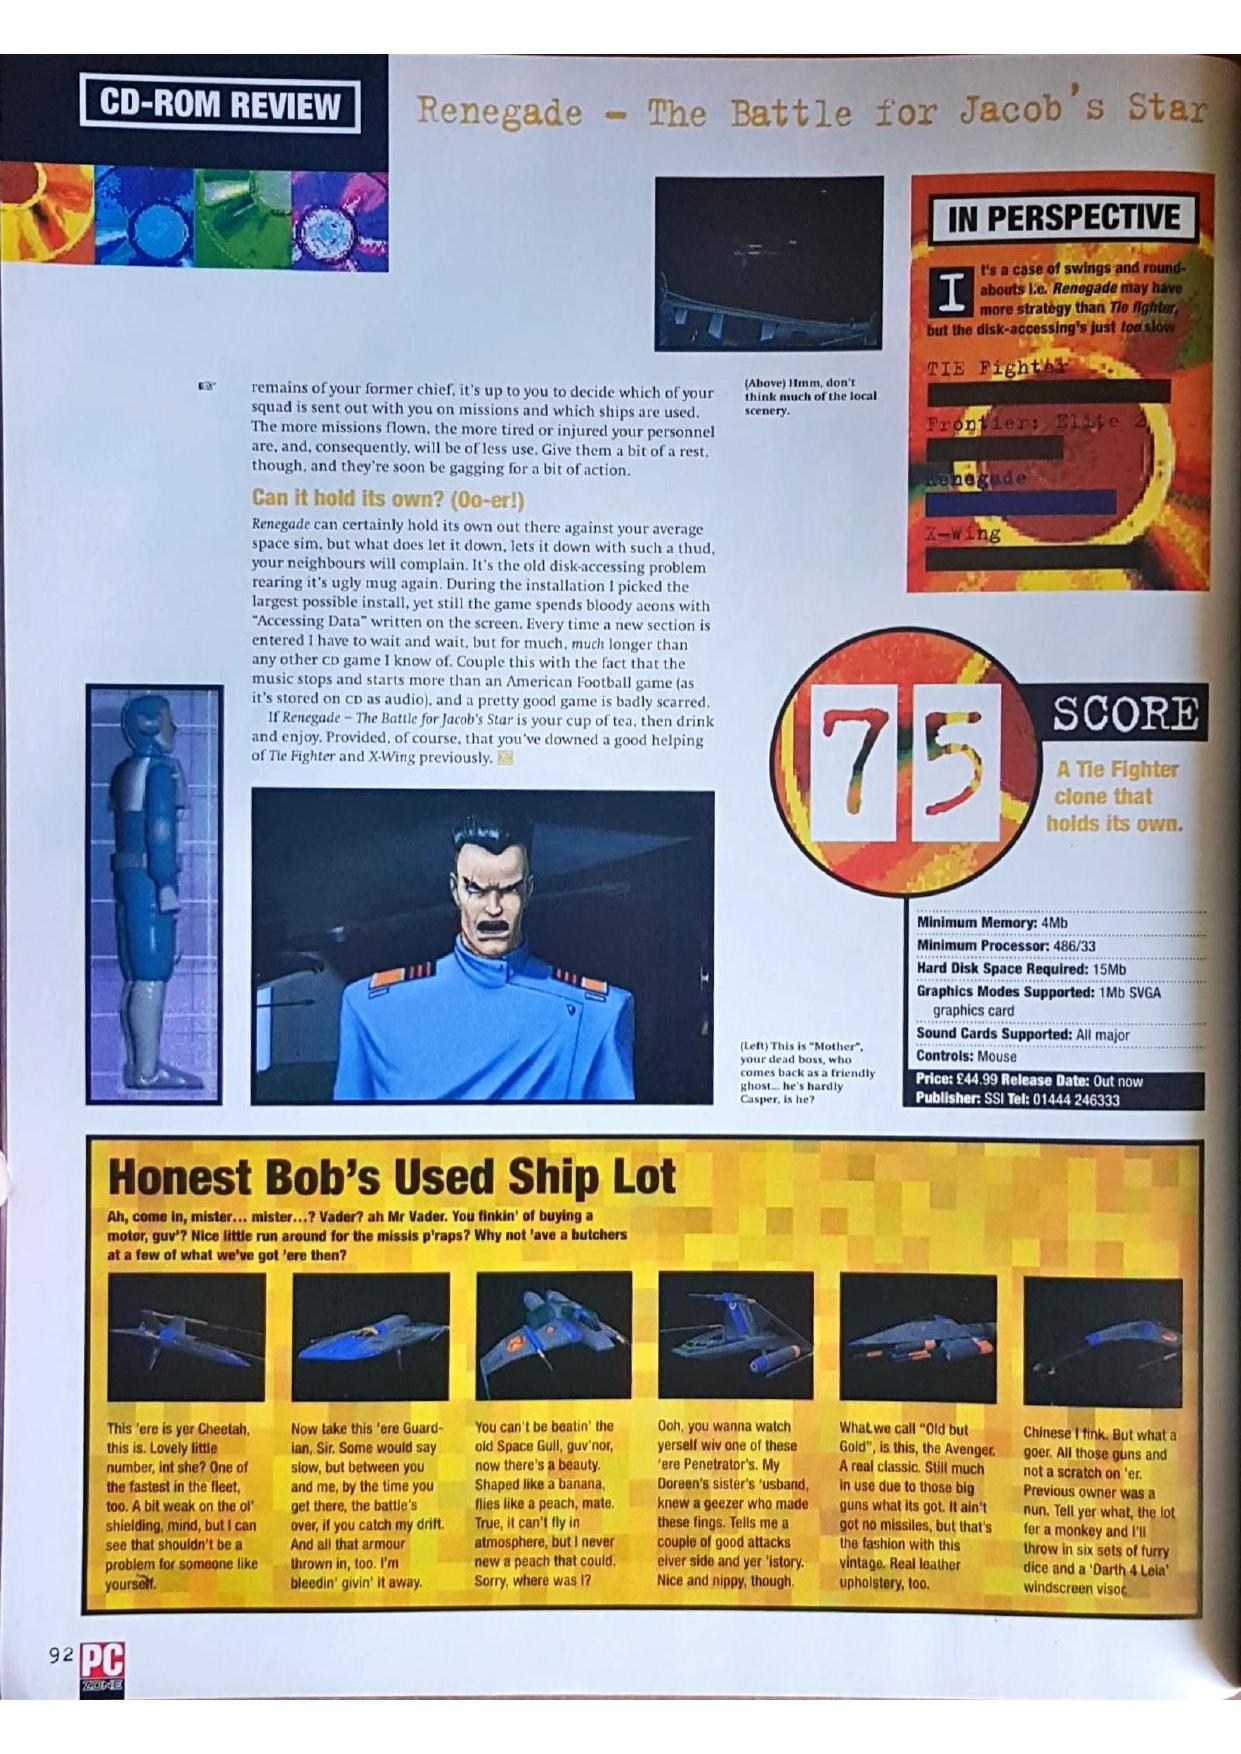 CD-ROM REVIEW
Renegade – The Battle for Jacob's Star
remains of your former chief, it's up to you to decide which of your
squad is sent out with you on missions and which ships are used.
The more missions flown, the more tired or injured your personnel
are, and, consequently, will be of less use. Give them a bit of a rest,
though, and they're soon be gagging for a bit of action.
Can it hold its own? (Oo-er!)
Renegade can certainly hold its own out there against your average
space sim, but what does let it down, lets it down with such a thud,
your neighbours will complain. It's the old disk-accessing problem
rearing it's ugly mug again. During the installation I picked the
largest possible install, yet still the game spends bloody aeons with
"Accessing Data" written on the screen. Every time a new section is
entered I have to wait and wait, but for much, much longer than
any other CD game I know of. Couple this with the fact that the
music stops and starts more than an American Football game (as
it's stored on CD as audio), and a pretty good game is badly scarred.
If Renegade – The Battle for Jacob's Star is your cup of tea, then drink
and enjoy. Provided, of course, that you've downed a good helping
of Tie Fighter and X-Wing previously.
(Above) Hmm, don't
think much of the local
scenery.
IN PERSPECTIVE
It's a case of swings and round-
abouts i.e. Renegade may have
more strategy than Tie fighter,
but the disk-accessing's just too slow
TIE Fighter
Frontier: Elite 2
Renegade
X-Wing
75
SCORE
A Tie Fighter
clone that
holds its own.
Minimum Memory: 4Mb
Minimum Processor: 486/33
Hard Disk Space Required: 15Mb
Graphics Modes Supported: 1Mb SVGA
graphics card
Sound Cards Supported: All major
Controls: Mouse
Price: £44.99 Release Date: Out now
Publisher: SSI Tel: 01444 246333
(Left) This is "Mother",
your dead boss, who
comes back as a friendly
ghost... he's hardly
Casper, is he?
Honest Bob's Used Ship Lot
Ah, come in, mister... mister...? Vader? ah Mr Vader. You finkin' of buying a
motor, guv'? Nice little run around for the missis p'raps? Why not 'ave a butchers
at a few of what we've got 'ere then?
This 'ere is yer Cheetah,
this is. Lovely little
number, int she? One of
the fastest in the fleet,
too. A bit weak on the ol'
shielding, mind, but I can
see that shouldn't be a
problem for someone like
yourself.
Now take this 'ere Guard-
ian, Sir. Some would say
slow, but between you
and me, by the time you
get there, the battle's
over, if you catch my drift.
And all that armour
thrown in, too. I'm
bleedin' givin' it away.
You can't be beatin' the
old Space Gull, guv'nor,
now there's a beauty.
Shaped like a banana,
flies like a peach, mate.
True, it can't fly in
atmosphere, but I never
new a peach that could.
Sorry, where was I?
Ooh, you wanna watch
yerself wiv one of these
'ere Penetrator's. My
Doreen's sister's 'usband,
knew a geezer who made
these fings. Tells me a
couple of good attacks
eiver side and yer 'istory.
Nice and nippy, though.
What we call "Old but
Gold", is this, the Avenger.
A real classic. Still much
in use due to those big
guns what its got. It ain't
got no missiles, but that's
the fashion with this
vintage. Real leather
upholstery, too.
Chinese I fink. But what a
goer. All those guns and
not a scratch on 'er.
Previous owner was a
nun. Tell yer what, the lot
fer a monkey and I'll
throw in six sets of furry
dice and a 'Darth 4 Leia'
windscreen visor.
92 PC
ZONE